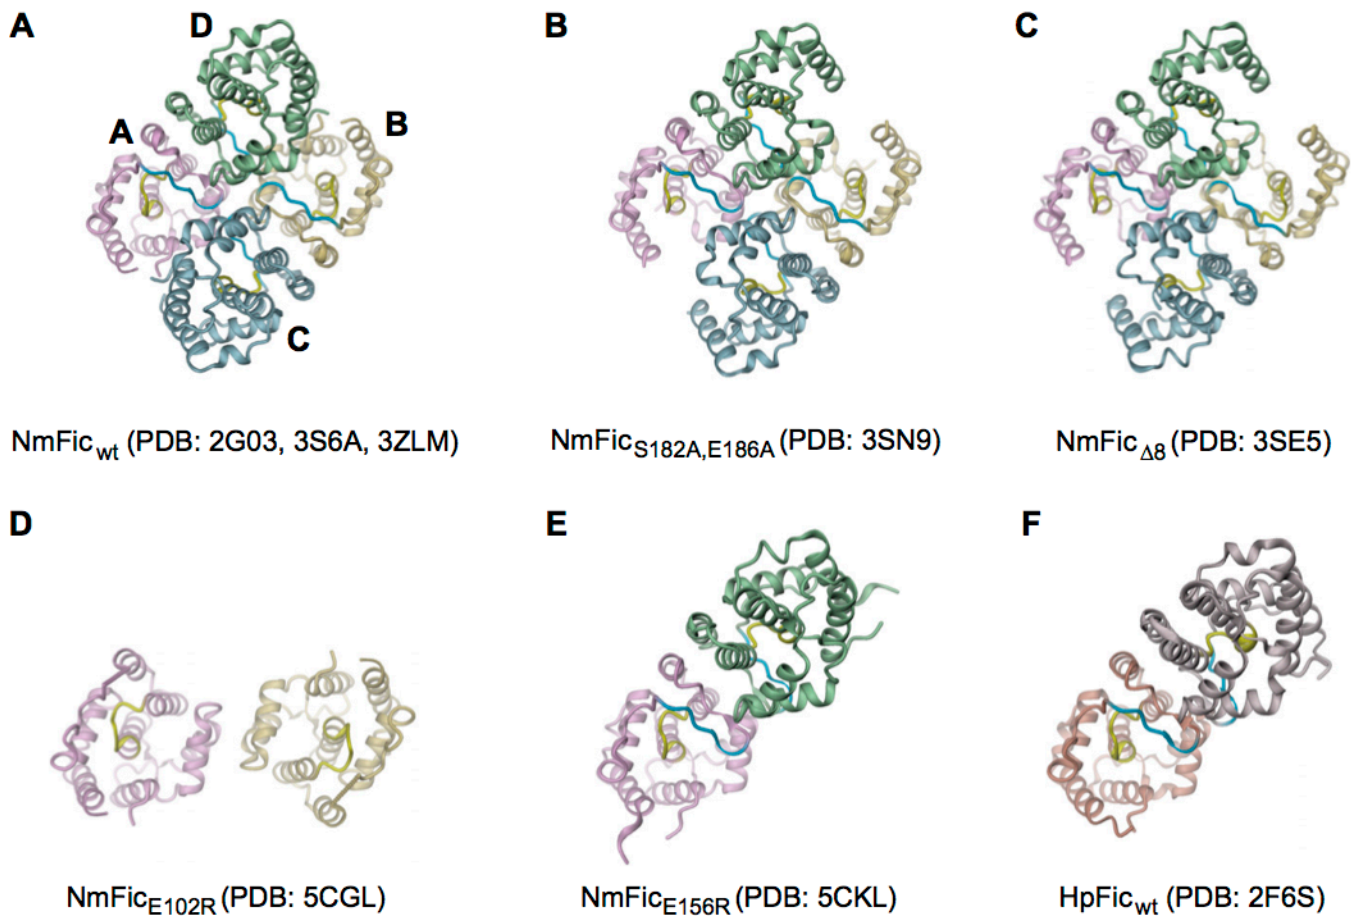 A
D
A
B
C
B
C
NmFicwt (PDB: 2G03, 3S6A, 3ZLM)
NmFicS182A,E186A (PDB: 3SN9)
NmFicΔ8 (PDB: 3SE5)
D
E
F
NmFicE102R (PDB: 5CGL)
NmFicE156R (PDB: 5CKL)
HpFicwt (PDB: 2F6S)